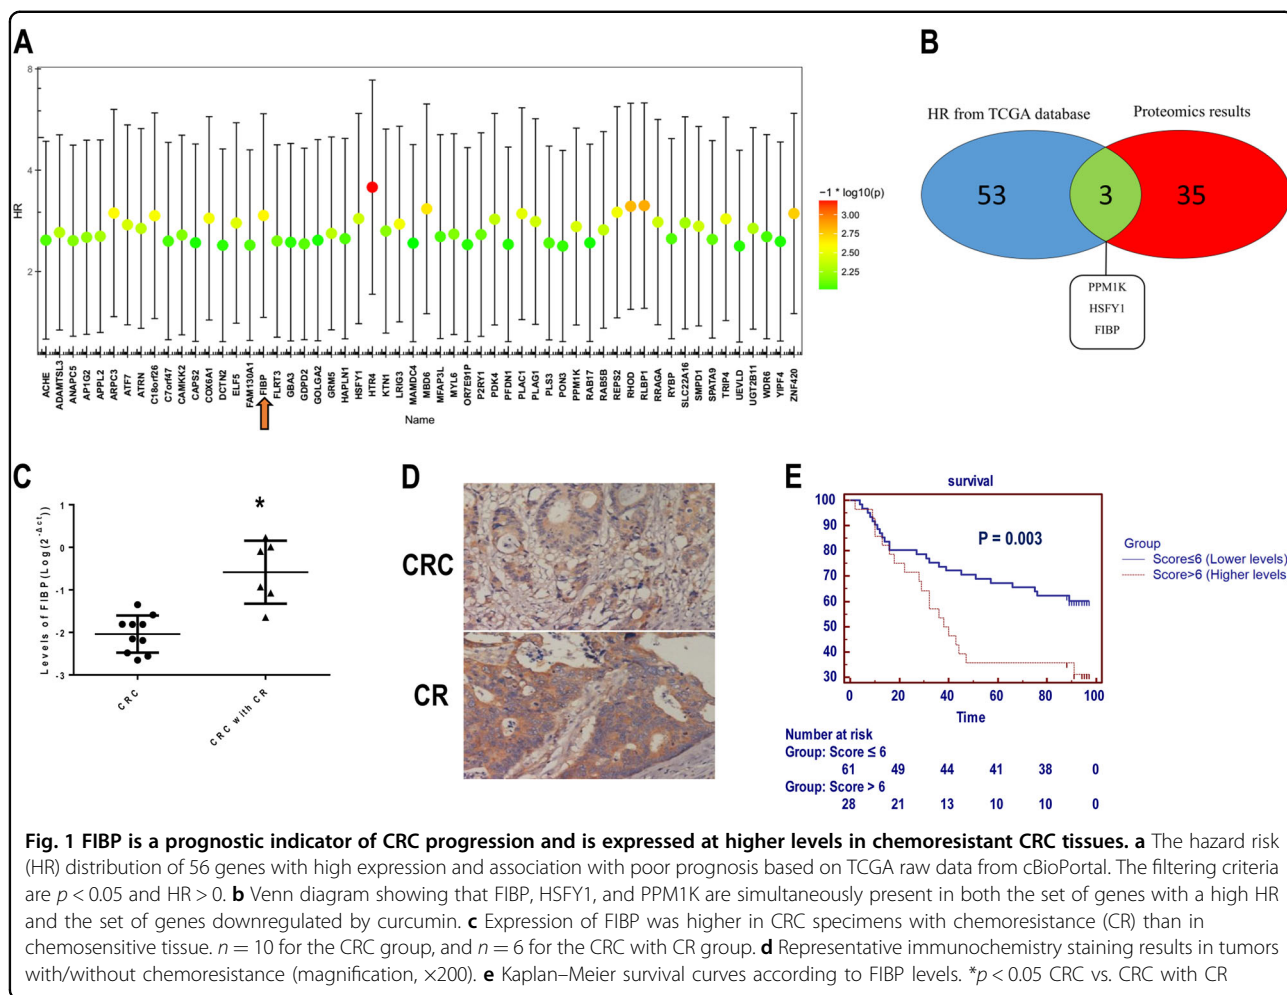 A
8
4
2
HR
ACHE
ADAMTSL3
ANAPC5
AP1G2
APPL2
ARPC3
ATF7
ATRN
C18orf26
C7orf47
CAMKK2
CAPS2
COX6A1
DCTN2
ELF5
FAM130A1
FIBP
FLRT3
GBA3
GDPD2
GOLGA2
GRM5
HAPLN1
HSFY1
HTR4
KTN1
LRIG3
MAMDC4
MBD6
MFAP3L
MYL6
OR7E91P
P2RY1
PDK4
PFDN1
PLAC1
PLAG1
PLS3
PON3
PPM1K
RAB17
RAB5B
REPS2
RHOD
RLBP1
RRAGA
RYBP
SLC22A16
SMPD1
SPATA9
TRIP4
UEVLD
UGT2B11
WDR6
YPF4
ZNF420
Name
−1 * log10(p)
3.00
2.75
2.50
2.25
B
HR from TCGA database
Proteomics results
53
3
35
PPM1K
HSFY1
FIBP
C
Levels of FIBP(Log(2^-Δct))
1
0
-1
-2
-3
*
CRC
CRC with CR
D
CRC
CR
E
survival
100
90
80
70
60
50
40
30
P = 0.003
0 20 40 60 80 100
Time
Group
Score≤6 (Lower levels)
Score>6 (Higher levels
Number at risk
Group: Score ≤ 6
61 49 44 41 38 0
Group: Score > 6
28 21 13 10 10 0
Fig. 1 FIBP is a prognostic indicator of CRC progression and is expressed at higher levels in chemoresistant CRC tissues. a The hazard risk
(HR) distribution of 56 genes with high expression and association with poor prognosis based on TCGA raw data from cBioPortal. The filtering criteria
are p < 0.05 and HR > 0. b Venn diagram showing that FIBP, HSFY1, and PPM1K are simultaneously present in both the set of genes with a high HR
and the set of genes downregulated by curcumin. c Expression of FIBP was higher in CRC specimens with chemoresistance (CR) than in
chemosensitive tissue. n = 10 for the CRC group, and n = 6 for the CRC with CR group. d Representative immunochemistry staining results in tumors
with/without chemoresistance (magnification, ×200). e Kaplan–Meier survival curves according to FIBP levels. *p < 0.05 CRC vs. CRC with CR